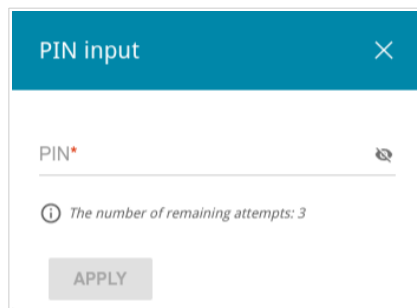 PIN input
PIN*
The number of remaining attempts: 3
APPLY